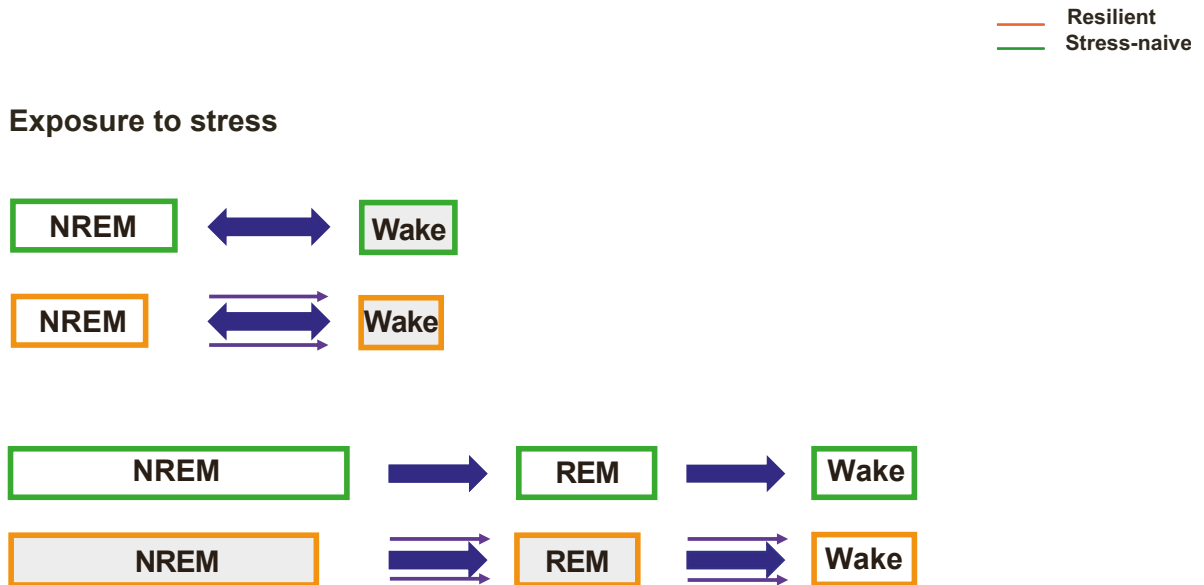 Resilient
Stress-naive
Exposure to stress
NREM Wake
NREM Wake
NREM REM Wake
NREM REM Wake